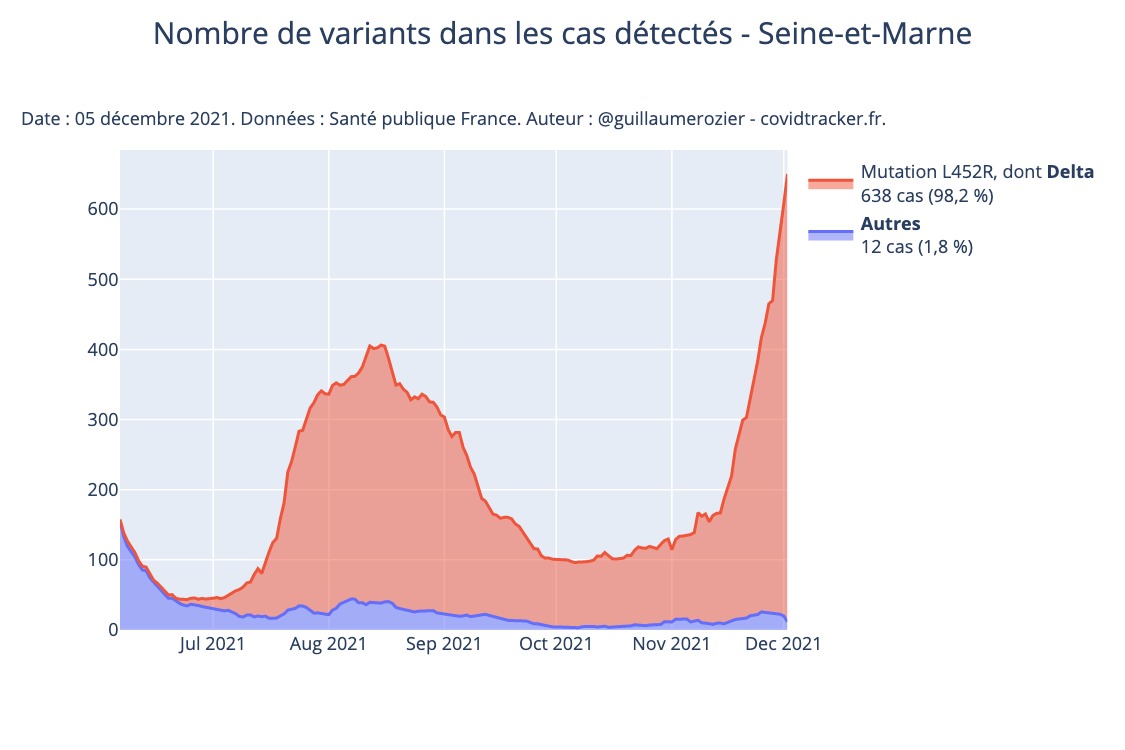 Nombre de variants dans les cas détectés - Seine-et-Marne
Date : 05 décembre 2021. Données : Santé publique France. Auteur : @guillaumerozier - covidtracker.fr.
Mutation L452R, dont Delta
638 cas (98,2 %)
Autres
12 cas (1,8 %)
600
500
400
300
200
100
0
Jul 2021
Aug 2021
Sep 2021
Oct 2021
Nov 2021
Dec 2021